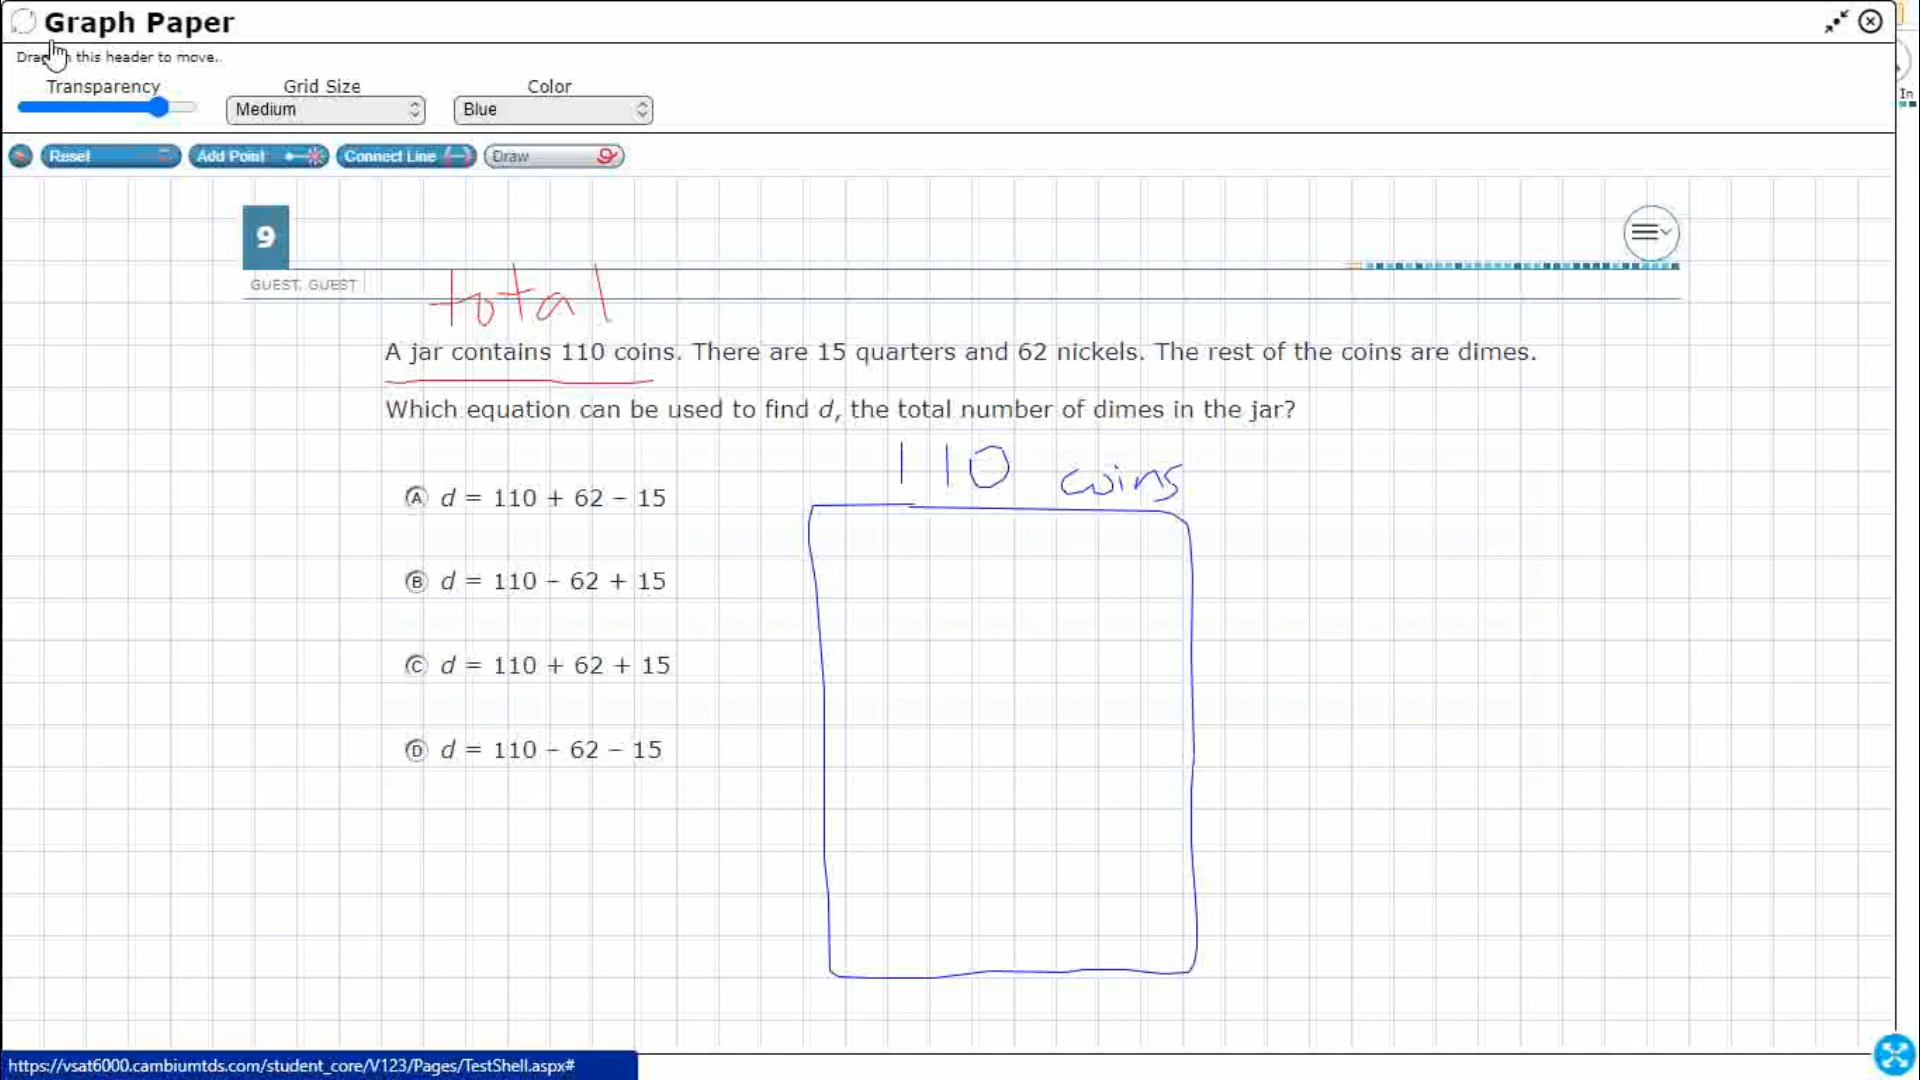 Graph Paper
Drag on this header to move..
Transparency
Grid Size
Color
Medium
Blue
Reset
Add Point
Connect Line
Draw
In
9
GUEST, GUEST
total
A jar contains 110 coins. There are 15 quarters and 62 nickels. The rest of the coins are dimes.
Which equation can be used to find d, the total number of dimes in the jar?
110 coins
A d = 110 + 62 – 15
B d = 110 – 62 + 15
C d = 110 + 62 + 15
D d = 110 – 62 – 15
https://vsat6000.cambiumtds.com/student_core/V123/Pages/TestShell.aspx#